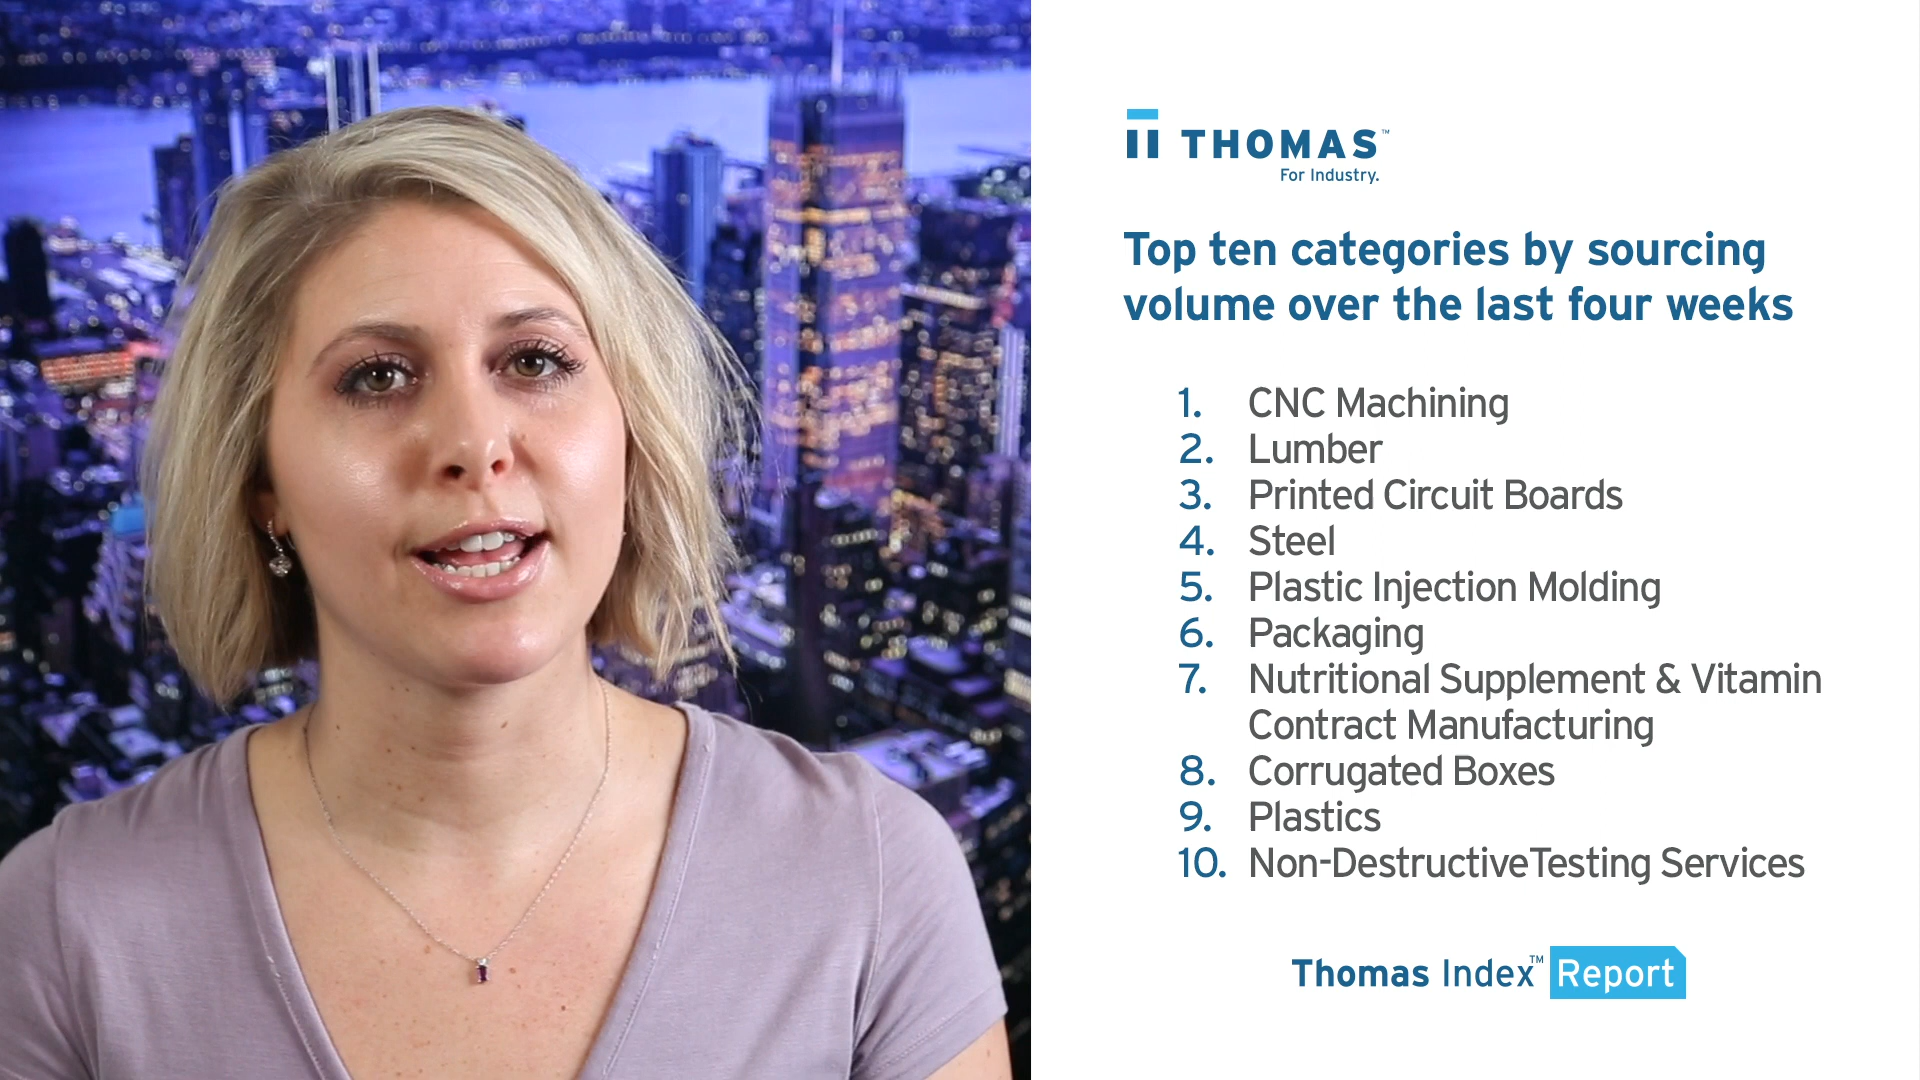 THOMAS™
For Industry.
Top ten categories by sourcing
volume over the last four weeks
1. CNC Machining
2. Lumber
3. Printed Circuit Boards
4. Steel
5. Plastic Injection Molding
6. Packaging
7. Nutritional Supplement & Vitamin
Contract Manufacturing
8. Corrugated Boxes
9. Plastics
10. Non-DestructiveTesting Services
Thomas Index™ Report